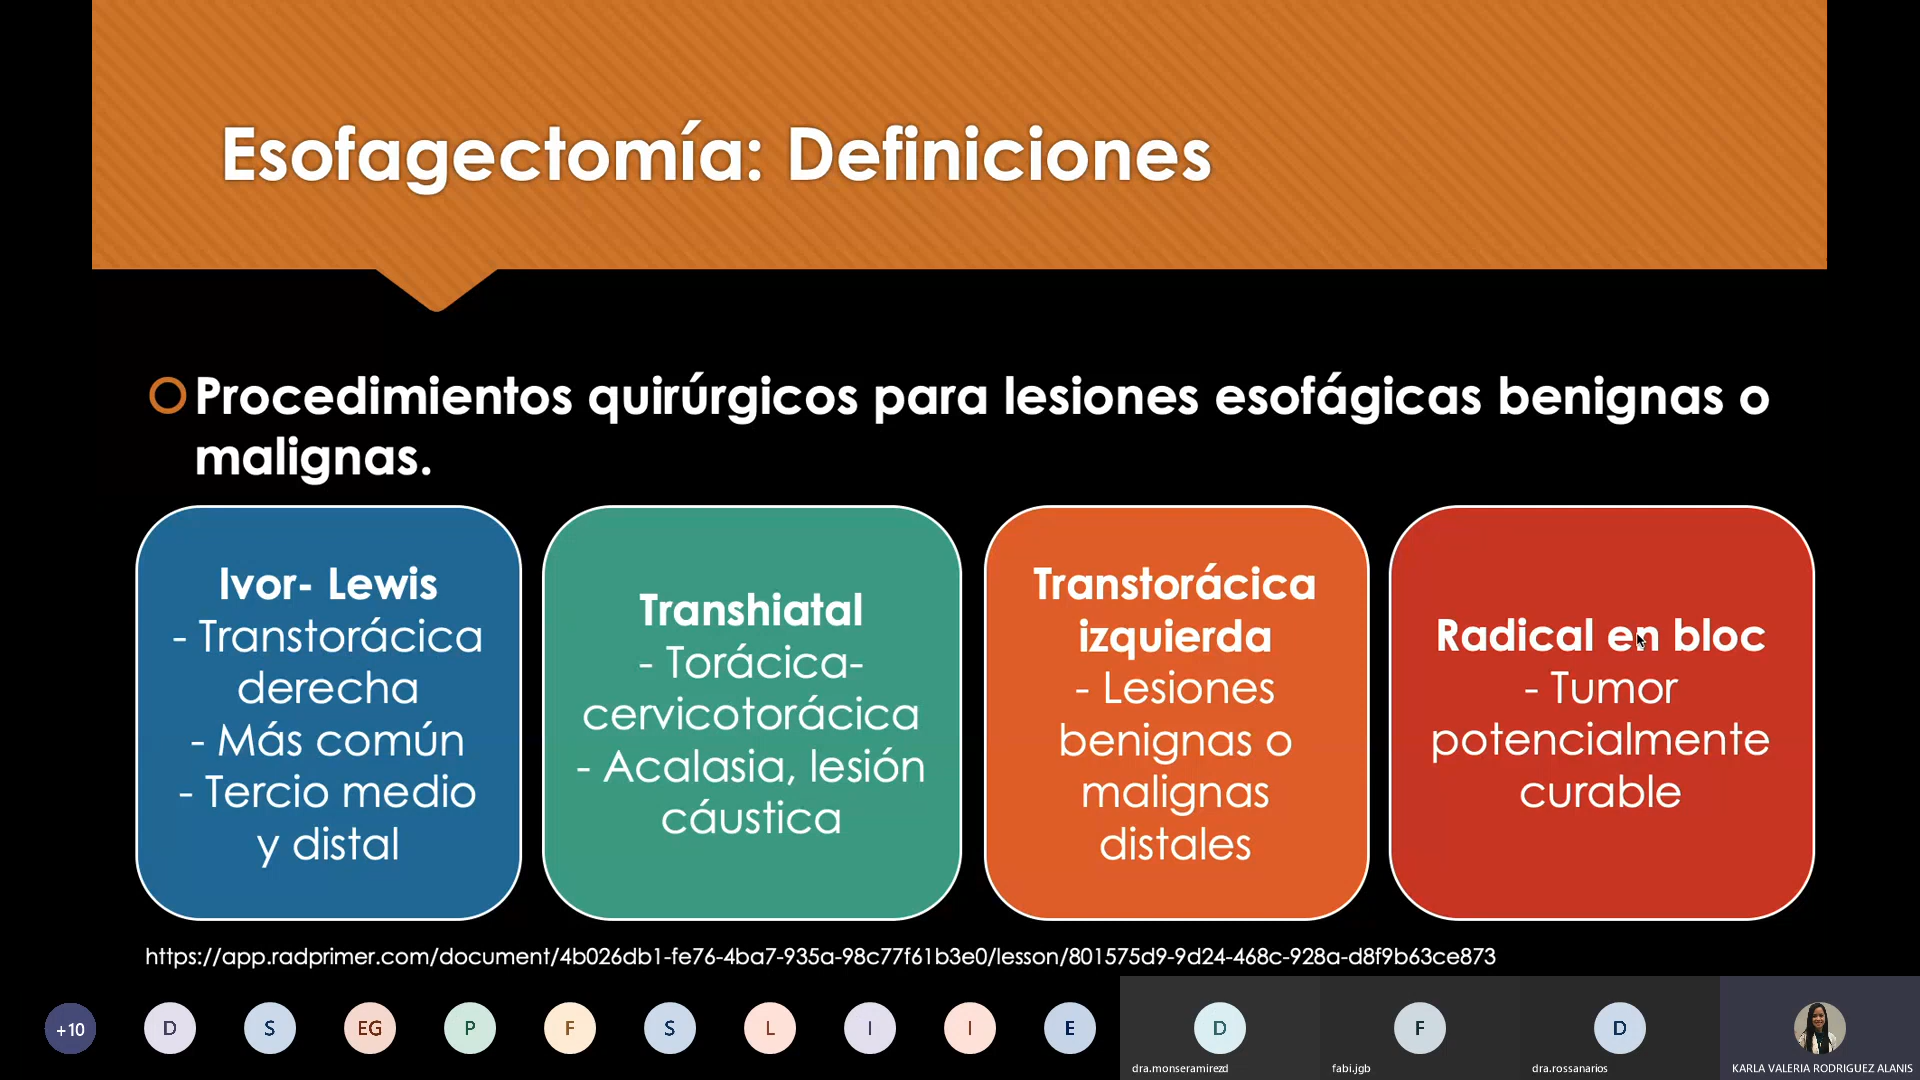 Esofagectomía: Definiciones
Procedimientos quirúrgicos para lesiones esofágicas benignas o
malignas.
Ivor- Lewis
- Transtorácica
derecha
- Más común
- Tercio medio
y distal
Transhiatal
- Torácica-
cervicotorácica
- Acalasia, lesión
cáustica
Transtorácica
izquierda
- Lesiones
benignas o
malignas
distales
Radical en bloc
- Tumor
potencialmente
curable
https://app.radprimer.com/document/4b026db1-fe76-4ba7-935a-98c77f61b3e0/lesson/801575d9-9d24-468c-928a-d8f9b63ce873
+10
D
S
EG
P
F
S
L
I
I
E
D
F
D
dra.monseramirezd
fabi.jgb
dra.rossanarios
KARLA VALERIA RODRIGUEZ ALANIS